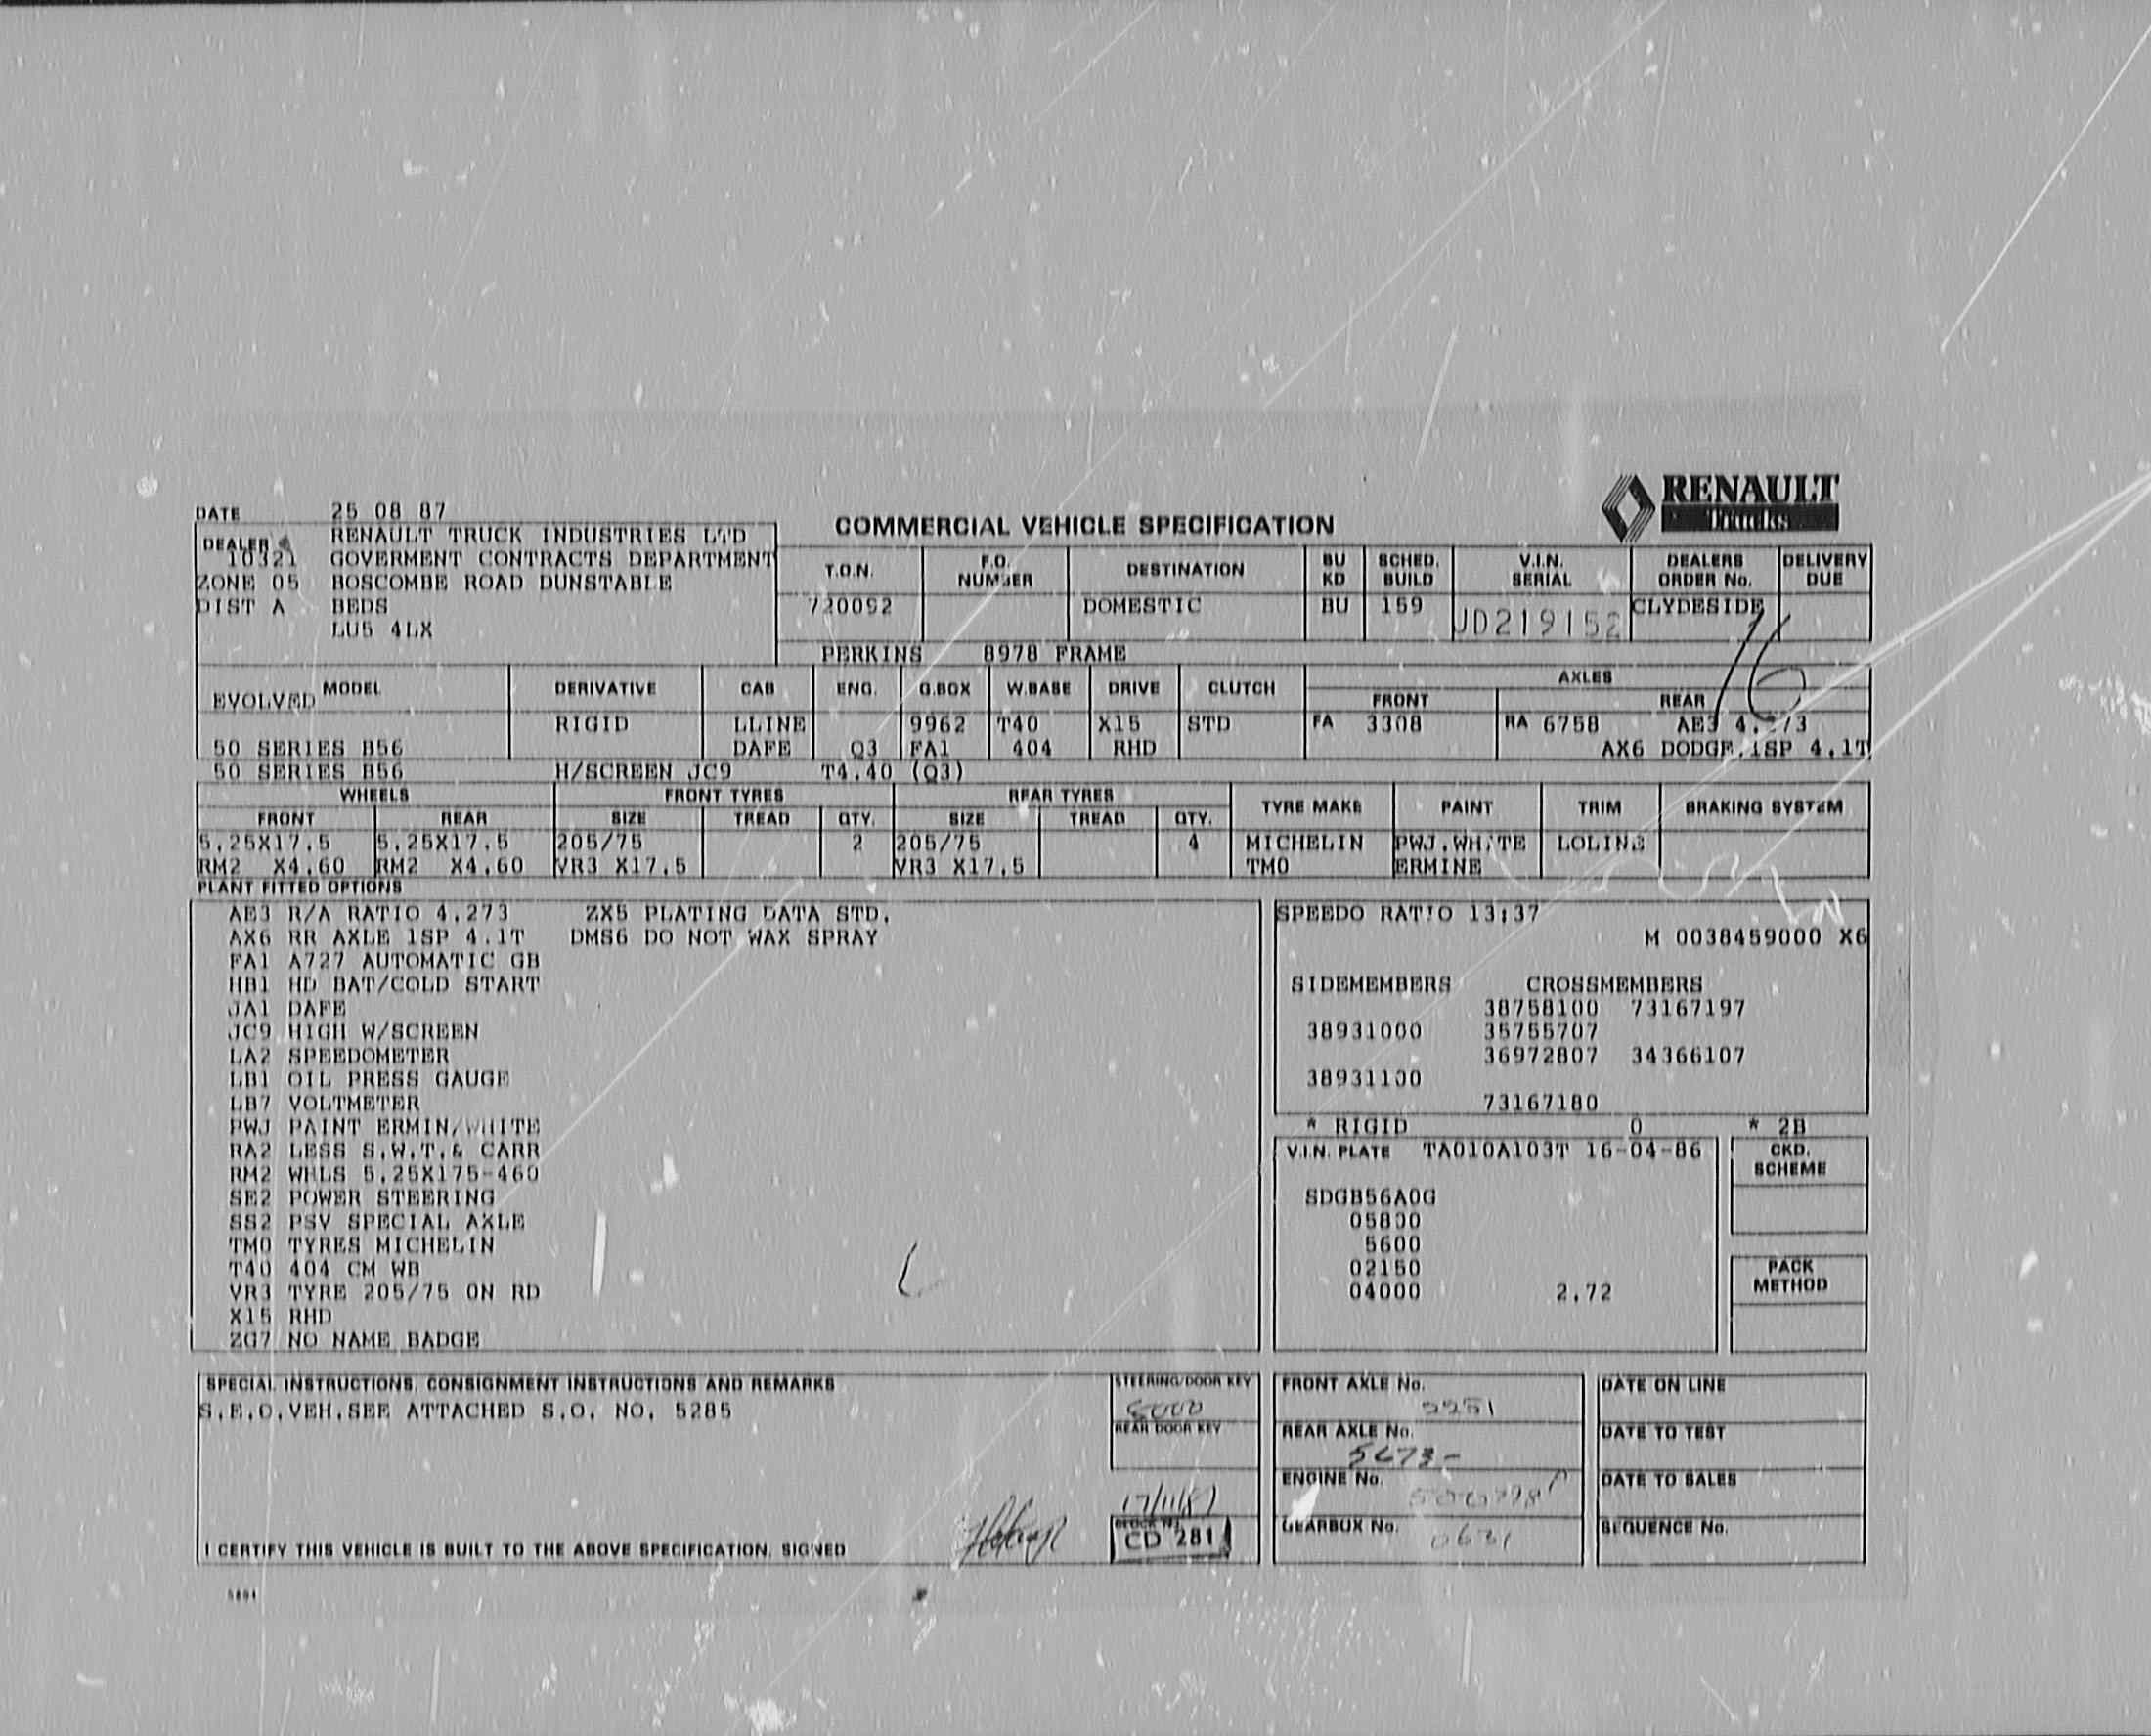 RENAULT
Trucks
DATE 25 08 87
COMMERCIAL VEHICLE SPECIFICATION
RENAULT TRUCK INDUSTRIES LTD
DEALER
10321 GOVERMENT CONTRACTS DEPARTMENT
ZONE 05 BOSCOMBE ROAD DUNSTABLE
DIST A BEDS
LU5 4LX
T.O.N. F.O. NUMBER DESTINATION BU KD SCHED. BUILD V.I.N. SERIAL DEALERS ORDER No. DELIVERY DUE
720052 DOMESTIC BU 159 JD219152 CLYDESIDE
PERKINS 8978 FRAME
MODEL DERIVATIVE CAB ENG. G.BOX W.BASE DRIVE CLUTCH AXLES
EVOLVED FRONT REAR
RIGID LLINE 9962 T40 X15 STD FA 3308 RA 6758 AE3
50 SERIES B56 DAFE Q3 FA1 404 RHD AX6 DODGE.1SP 4.1T
50 SERIES B56 H/SCREEN JC9 T4.40 (Q3)
WHEELS FRONT TYRES REAR TYRES TYRE MAKE PAINT TRIM BRAKING SYSTEM
FRONT REAR SIZE TREAD QTY. SIZE TREAD QTY.
5.25X17.5 5.25X17.5 205/75 2 205/75 4 MICHELIN PWJ.WHITE LOLINE
RM2 X4.60 RM2 X4.60 VR3 X17.5 VR3 X17.5 TM0 ERMINE
PLANT FITTED OPTIONS
AE3 R/A RATIO 4.273 ZX5 PLATING DATA STD.
AX6 RR AXLE 1SP 4.1T DMS6 DO NOT WAX SPRAY
FA1 A727 AUTOMATIC GB
HB1 HD BAT/COLD START
JA1 DAFE
JC9 HIGH W/SCREEN
LA2 SPEEDOMETER
LB1 OIL PRESS GAUGE
LB7 VOLTMETER
PWJ PAINT ERMIN/WHITE
RA2 LESS S.W.T.& CARR
RM2 WHLS 5.25X175-460
SE2 POWER STEERING
SS2 PSV SPECIAL AXLE
TM0 TYRES MICHELIN
T40 404 CM WB
VR3 TYRE 205/75 ON RD
X15 RHD
ZG7 NO NAME BADGE
SPEEDO RATIO 13:37
M 0038459000 X6
SIDEMEMBERS CROSSMEMBERS
38758100 73167197
38931000 35755707
36972807 34366107
38931100
73167180
* RIGID 0 * 2B
V.I.N. PLATE TA010A103T 16-04-86
SDGB56A0G
05800
5600
02150
04000 2.72
CKD. SCHEME
PACK METHOD
SPECIAL INSTRUCTIONS, CONSIGNMENT INSTRUCTIONS AND REMARKS
S.E.O.VEH.SEE ATTACHED S.O. NO. 5285
I CERTIFY THIS VEHICLE IS BUILT TO THE ABOVE SPECIFICATION. SIGNED
STEERING/DOOR KEY
REAR DOOR KEY
17/11/87
CD 281
FRONT AXLE No.
2251
REAR AXLE No.
5673-
ENGINE No.
GEARBOX No.
0631
DATE ON LINE
DATE TO TEST
DATE TO SALES
SEQUENCE No.